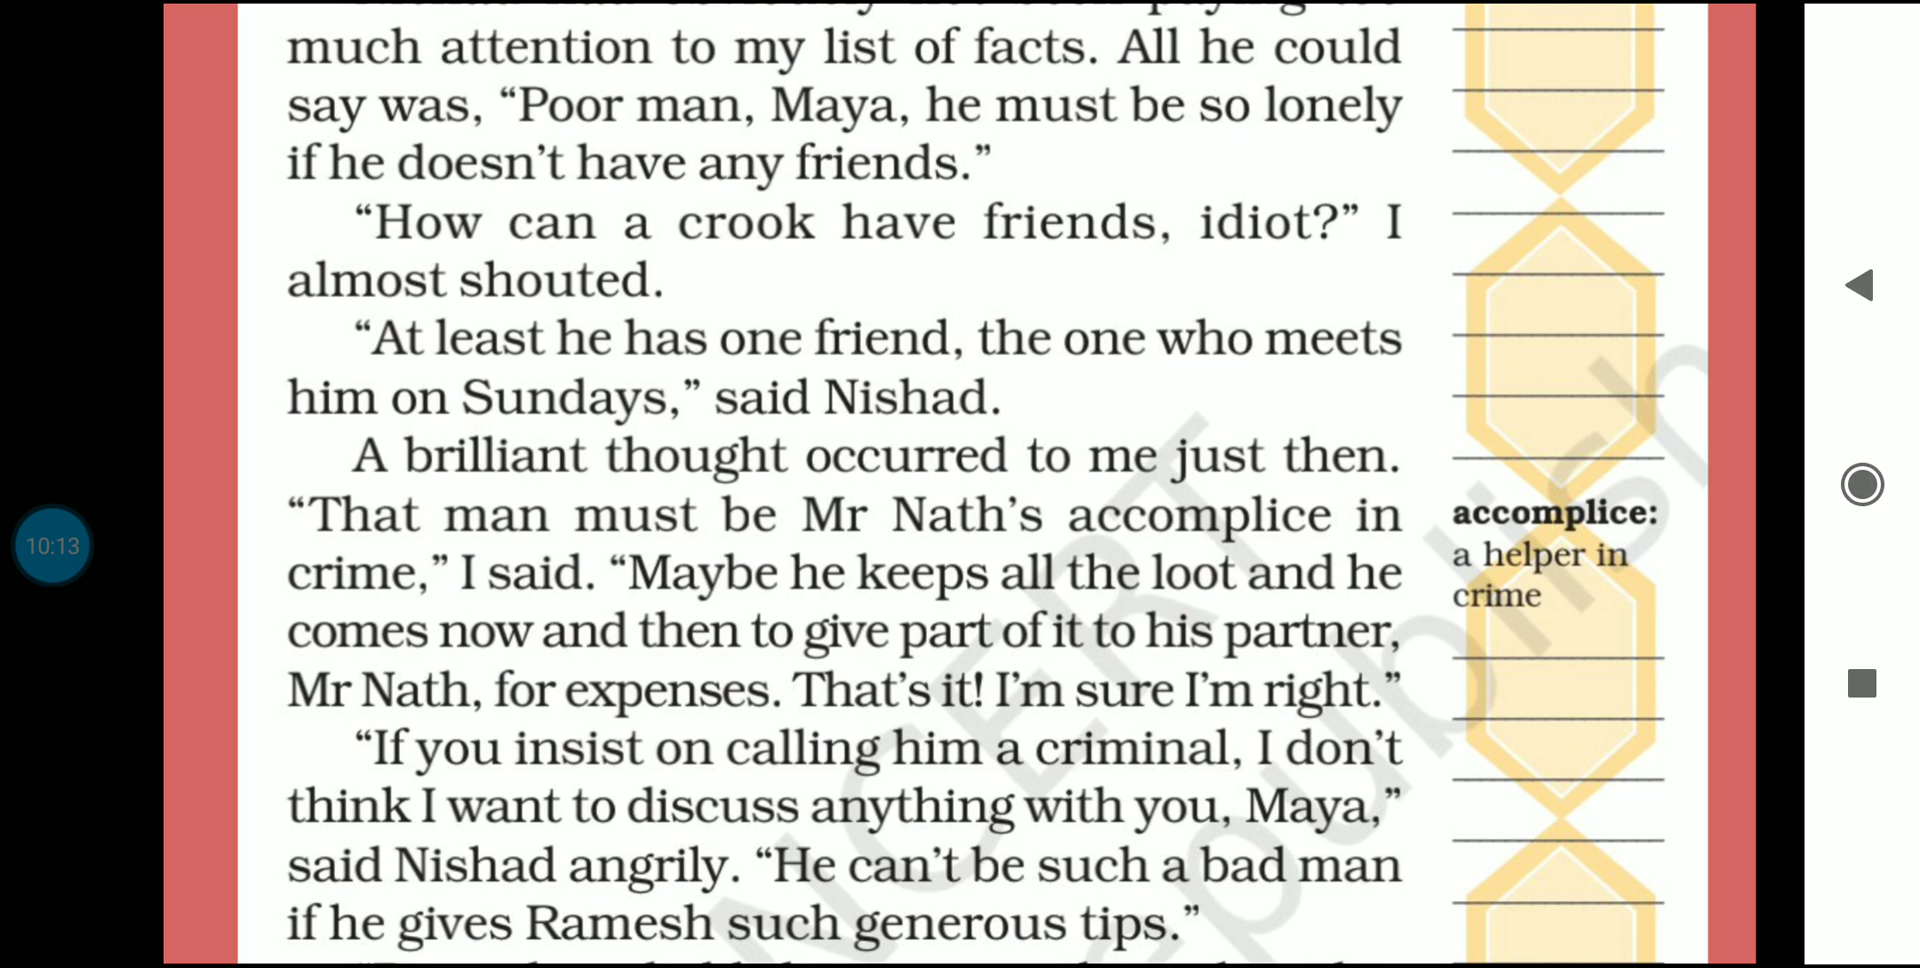 much attention to my list of facts. All he could
say was, “Poor man, Maya, he must be so lonely
if he doesn’t have any friends.”
“How can a crook have friends, idiot?” I
almost shouted.
“At least he has one friend, the one who meets
him on Sundays,” said Nishad.
A brilliant thought occurred to me just then.
“That man must be Mr Nath’s accomplice in
crime,” I said. “Maybe he keeps all the loot and he
comes now and then to give part of it to his partner,
Mr Nath, for expenses. That’s it! I’m sure I’m right.”
“If you insist on calling him a criminal, I don’t
think I want to discuss anything with you, Maya,”
said Nishad angrily. “He can’t be such a bad man
if he gives Ramesh such generous tips.”
accomplice:
a helper in
crime
10:13
NCERT
publish